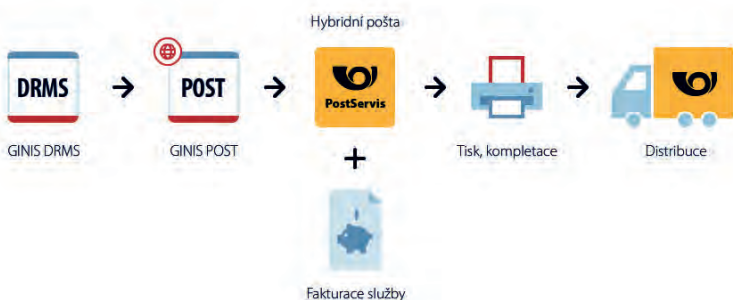 Hybridní pošta
DRMS
POST
PostServis
GINIS DRMS
GINIS POST
Tisk, kompletace
Distribuce
+
Fakturace služby